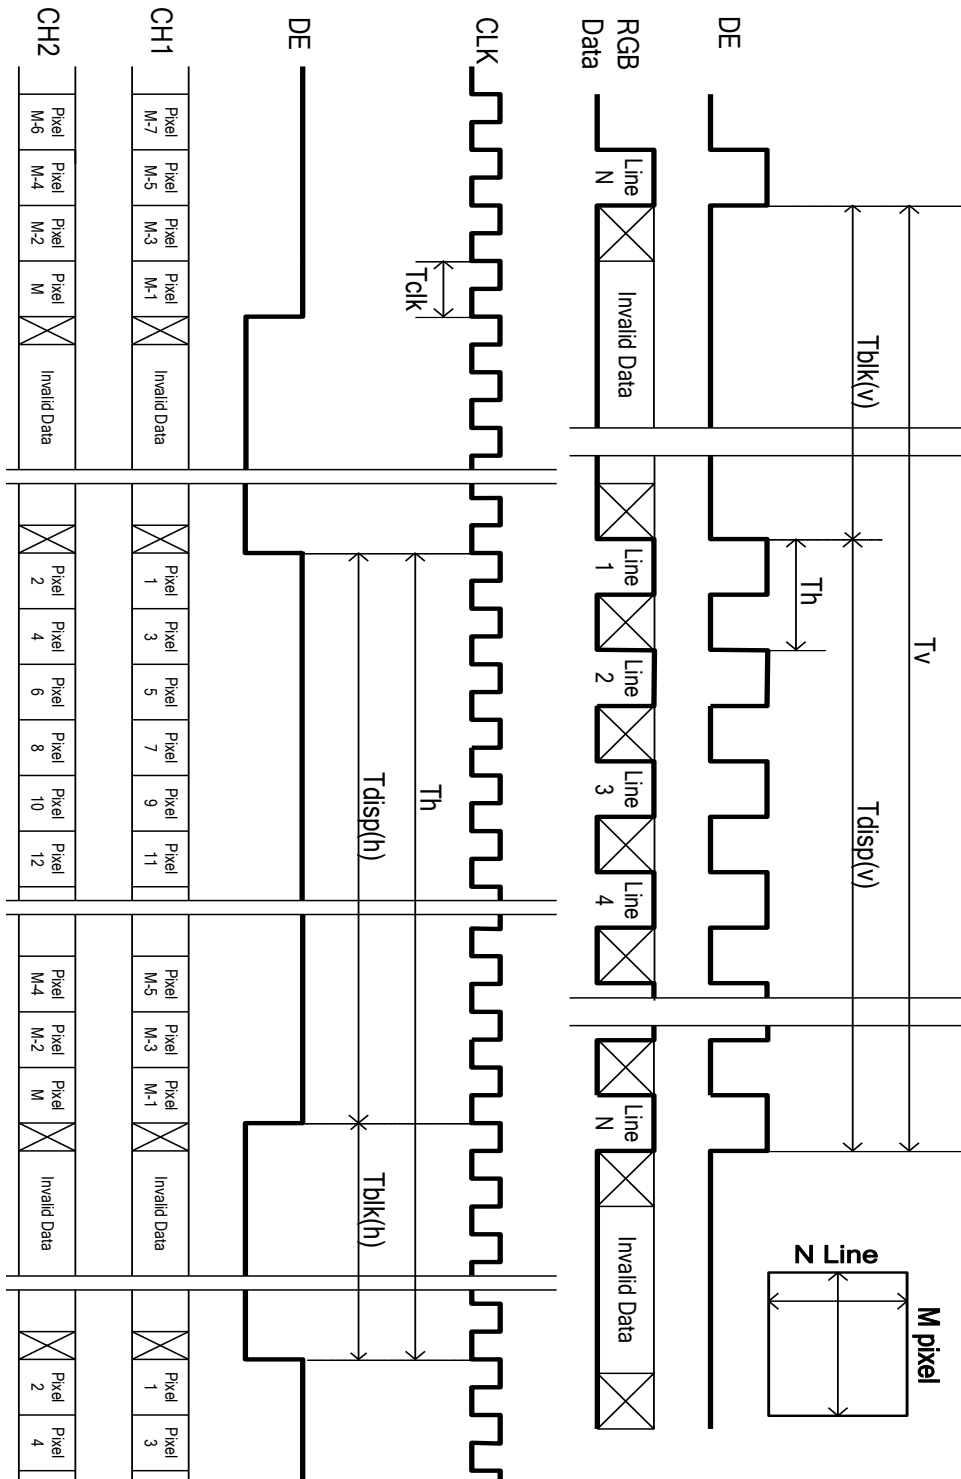 Tv
Tblk(v)
Tdisp(v)
Th
DE
RGB
Data
Line
N
Invalid Data
Line
1
Line
2
Line
3
Line
4
Line
N
Invalid Data
N Line
M pixel
CLK
Tclk
Th
Tdisp(h)
Tblk(h)
DE
CH1
Pixel
M-7
Pixel
M-5
Pixel
M-3
Pixel
M-1
Invalid Data
Pixel
1
Pixel
3
Pixel
5
Pixel
7
Pixel
9
Pixel
11
Pixel
M-5
Pixel
M-3
Pixel
M-1
Invalid Data
Pixel
1
Pixel
3
CH2
Pixel
M-6
Pixel
M-4
Pixel
M-2
Pixel
M
Invalid Data
Pixel
2
Pixel
4
Pixel
6
Pixel
8
Pixel
10
Pixel
12
Pixel
M-4
Pixel
M-2
Pixel
M
Invalid Data
Pixel
2
Pixel
4